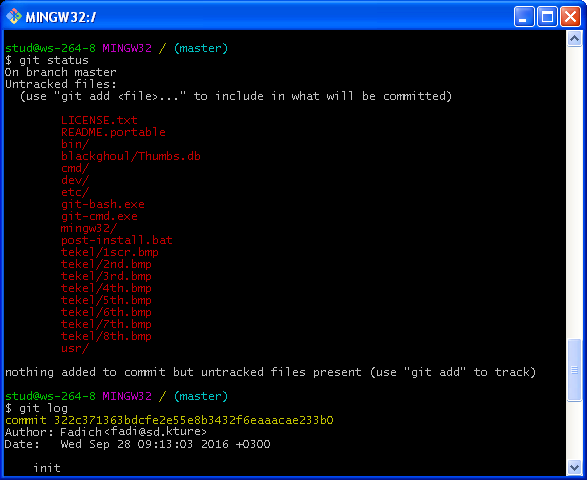 MINGW32:/
stud@ws-264-8 MINGW32 / (master)
$ git status
On branch master
Untracked files:
(use "git add <file>..." to include in what will be committed)
LICENSE.txt
README.portable
bin/
blackghoul/Thumbs.db
cmd/
dev/
etc/
git-bash.exe
git-cmd.exe
mingw32/
post-install.bat
tekel/1scr.bmp
tekel/2nd.bmp
tekel/3rd.bmp
tekel/4th.bmp
tekel/5th.bmp
tekel/6th.bmp
tekel/7th.bmp
tekel/8th.bmp
usr/
nothing added to commit but untracked files present (use "git add" to track)
stud@ws-264-8 MINGW32 / (master)
$ git log
commit 322c371363bdcfe2e55e8b3432f6eaaacae233b0
Author: Fadich<fadi@sd.kture>
Date:   Wed Sep 28 09:13:03 2016 +0300
init